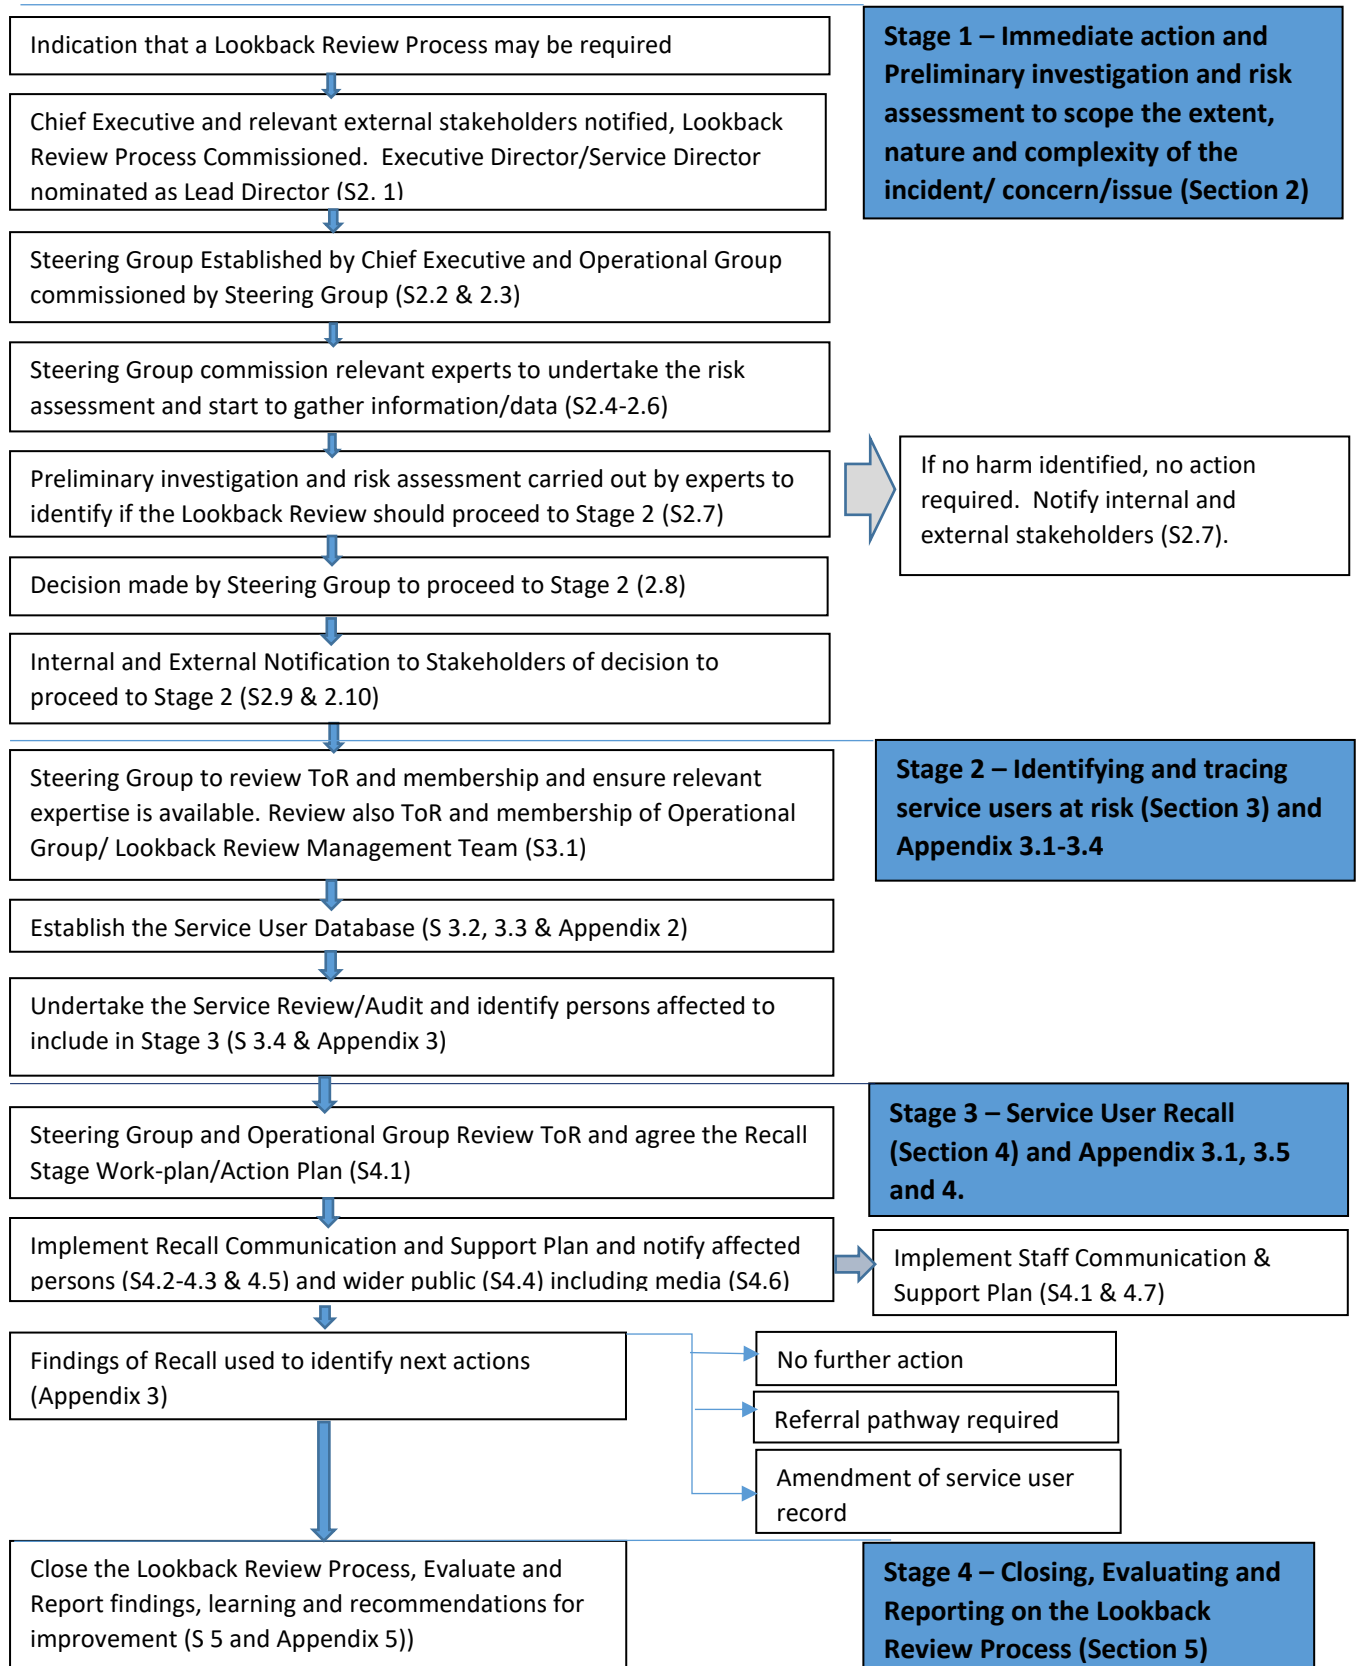 Indication that a Lookback Review Process may be required
Stage 1 – Immediate action and
Preliminary investigation and risk
assessment to scope the extent,
nature and complexity of the
incident/ concern/issue (Section 2)
Chief Executive and relevant external stakeholders notified, Lookback
Review Process Commissioned.  Executive Director/Service Director
nominated as Lead Director (S2. 1)
Steering Group Established by Chief Executive and Operational Group
commissioned by Steering Group (S2.2 & 2.3)
Steering Group commission relevant experts to undertake the risk
assessment and start to gather information/data (S2.4-2.6)
Preliminary investigation and risk assessment carried out by experts to
identify if the Lookback Review should proceed to Stage 2 (S2.7)
If no harm identified, no action
required.  Notify internal and
external stakeholders (S2.7).
Decision made by Steering Group to proceed to Stage 2 (2.8)
Internal and External Notification to Stakeholders of decision to
proceed to Stage 2 (S2.9 & 2.10)
Stage 2 – Identifying and tracing
service users at risk (Section 3) and
Appendix 3.1-3.4
Steering Group to review ToR and membership and ensure relevant
expertise is available. Review also ToR and membership of Operational
Group/ Lookback Review Management Team (S3.1)
Establish the Service User Database (S 3.2, 3.3 & Appendix 2)
Undertake the Service Review/Audit and identify persons affected to
include in Stage 3 (S 3.4 & Appendix 3)
Stage 3 – Service User Recall
(Section 4) and Appendix 3.1, 3.5
and 4.
Steering Group and Operational Group Review ToR and agree the Recall
Stage Work-plan/Action Plan (S4.1)
Implement Recall Communication and Support Plan and notify affected
persons (S4.2-4.3 & 4.5) and wider public (S4.4) including media (S4.6)
Implement Staff Communication &
Support Plan (S4.1 & 4.7)
Findings of Recall used to identify next actions
(Appendix 3)
No further action
Referral pathway required
Amendment of service user
record
Close the Lookback Review Process, Evaluate and
Report findings, learning and recommendations for
improvement (S 5 and Appendix 5))
Stage 4 – Closing, Evaluating and
Reporting on the Lookback
Review Process (Section 5)